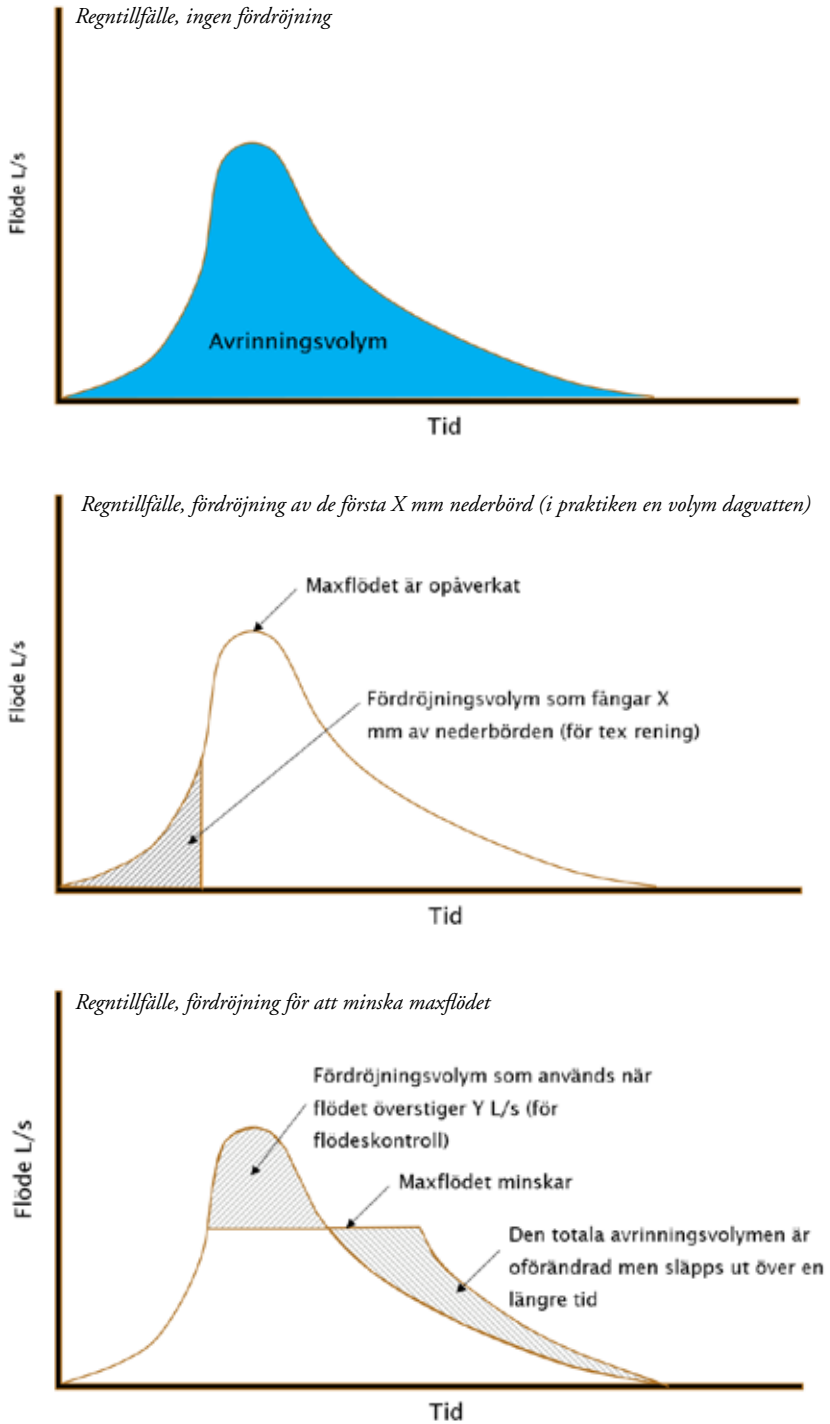 Regntillfälle, ingen fördröjning
Flöde L/s
Avrinningsvolym
Tid
Regntillfälle, fördröjning av de första X mm nederbörd (i praktiken en volym dagvatten)
Maxflödet är opåverkat
Flöde L/s
Fördröjningsvolym som fångar X
mm av nederbörden (för tex rening)
Tid
Regntillfälle, fördröjning för att minska maxflödet
Fördröjningsvolym som används när
flödet överstiger Y L/s (för
flödeskontroll)
Flöde L/s
Maxflödet minskar
Den totala avrinningsvolymen är
oförändrad men släpps ut över en
längre tid
Tid